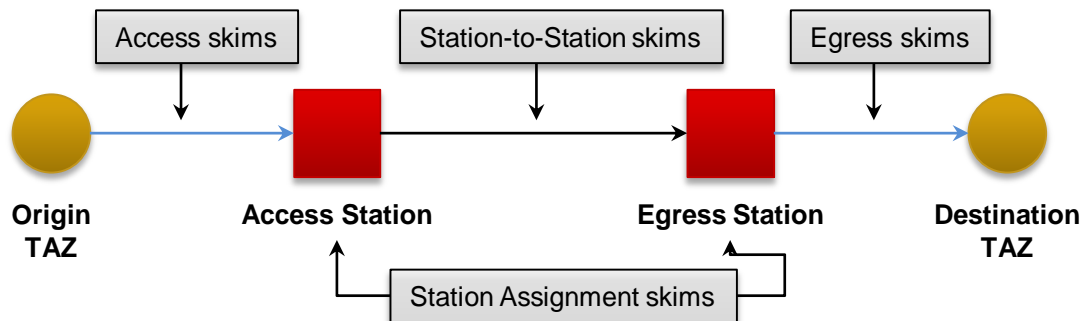 Access skims
Station-to-Station skims
Egress skims
Origin
TAZ
Access Station
Egress Station
Destination
TAZ
Station Assignment skims